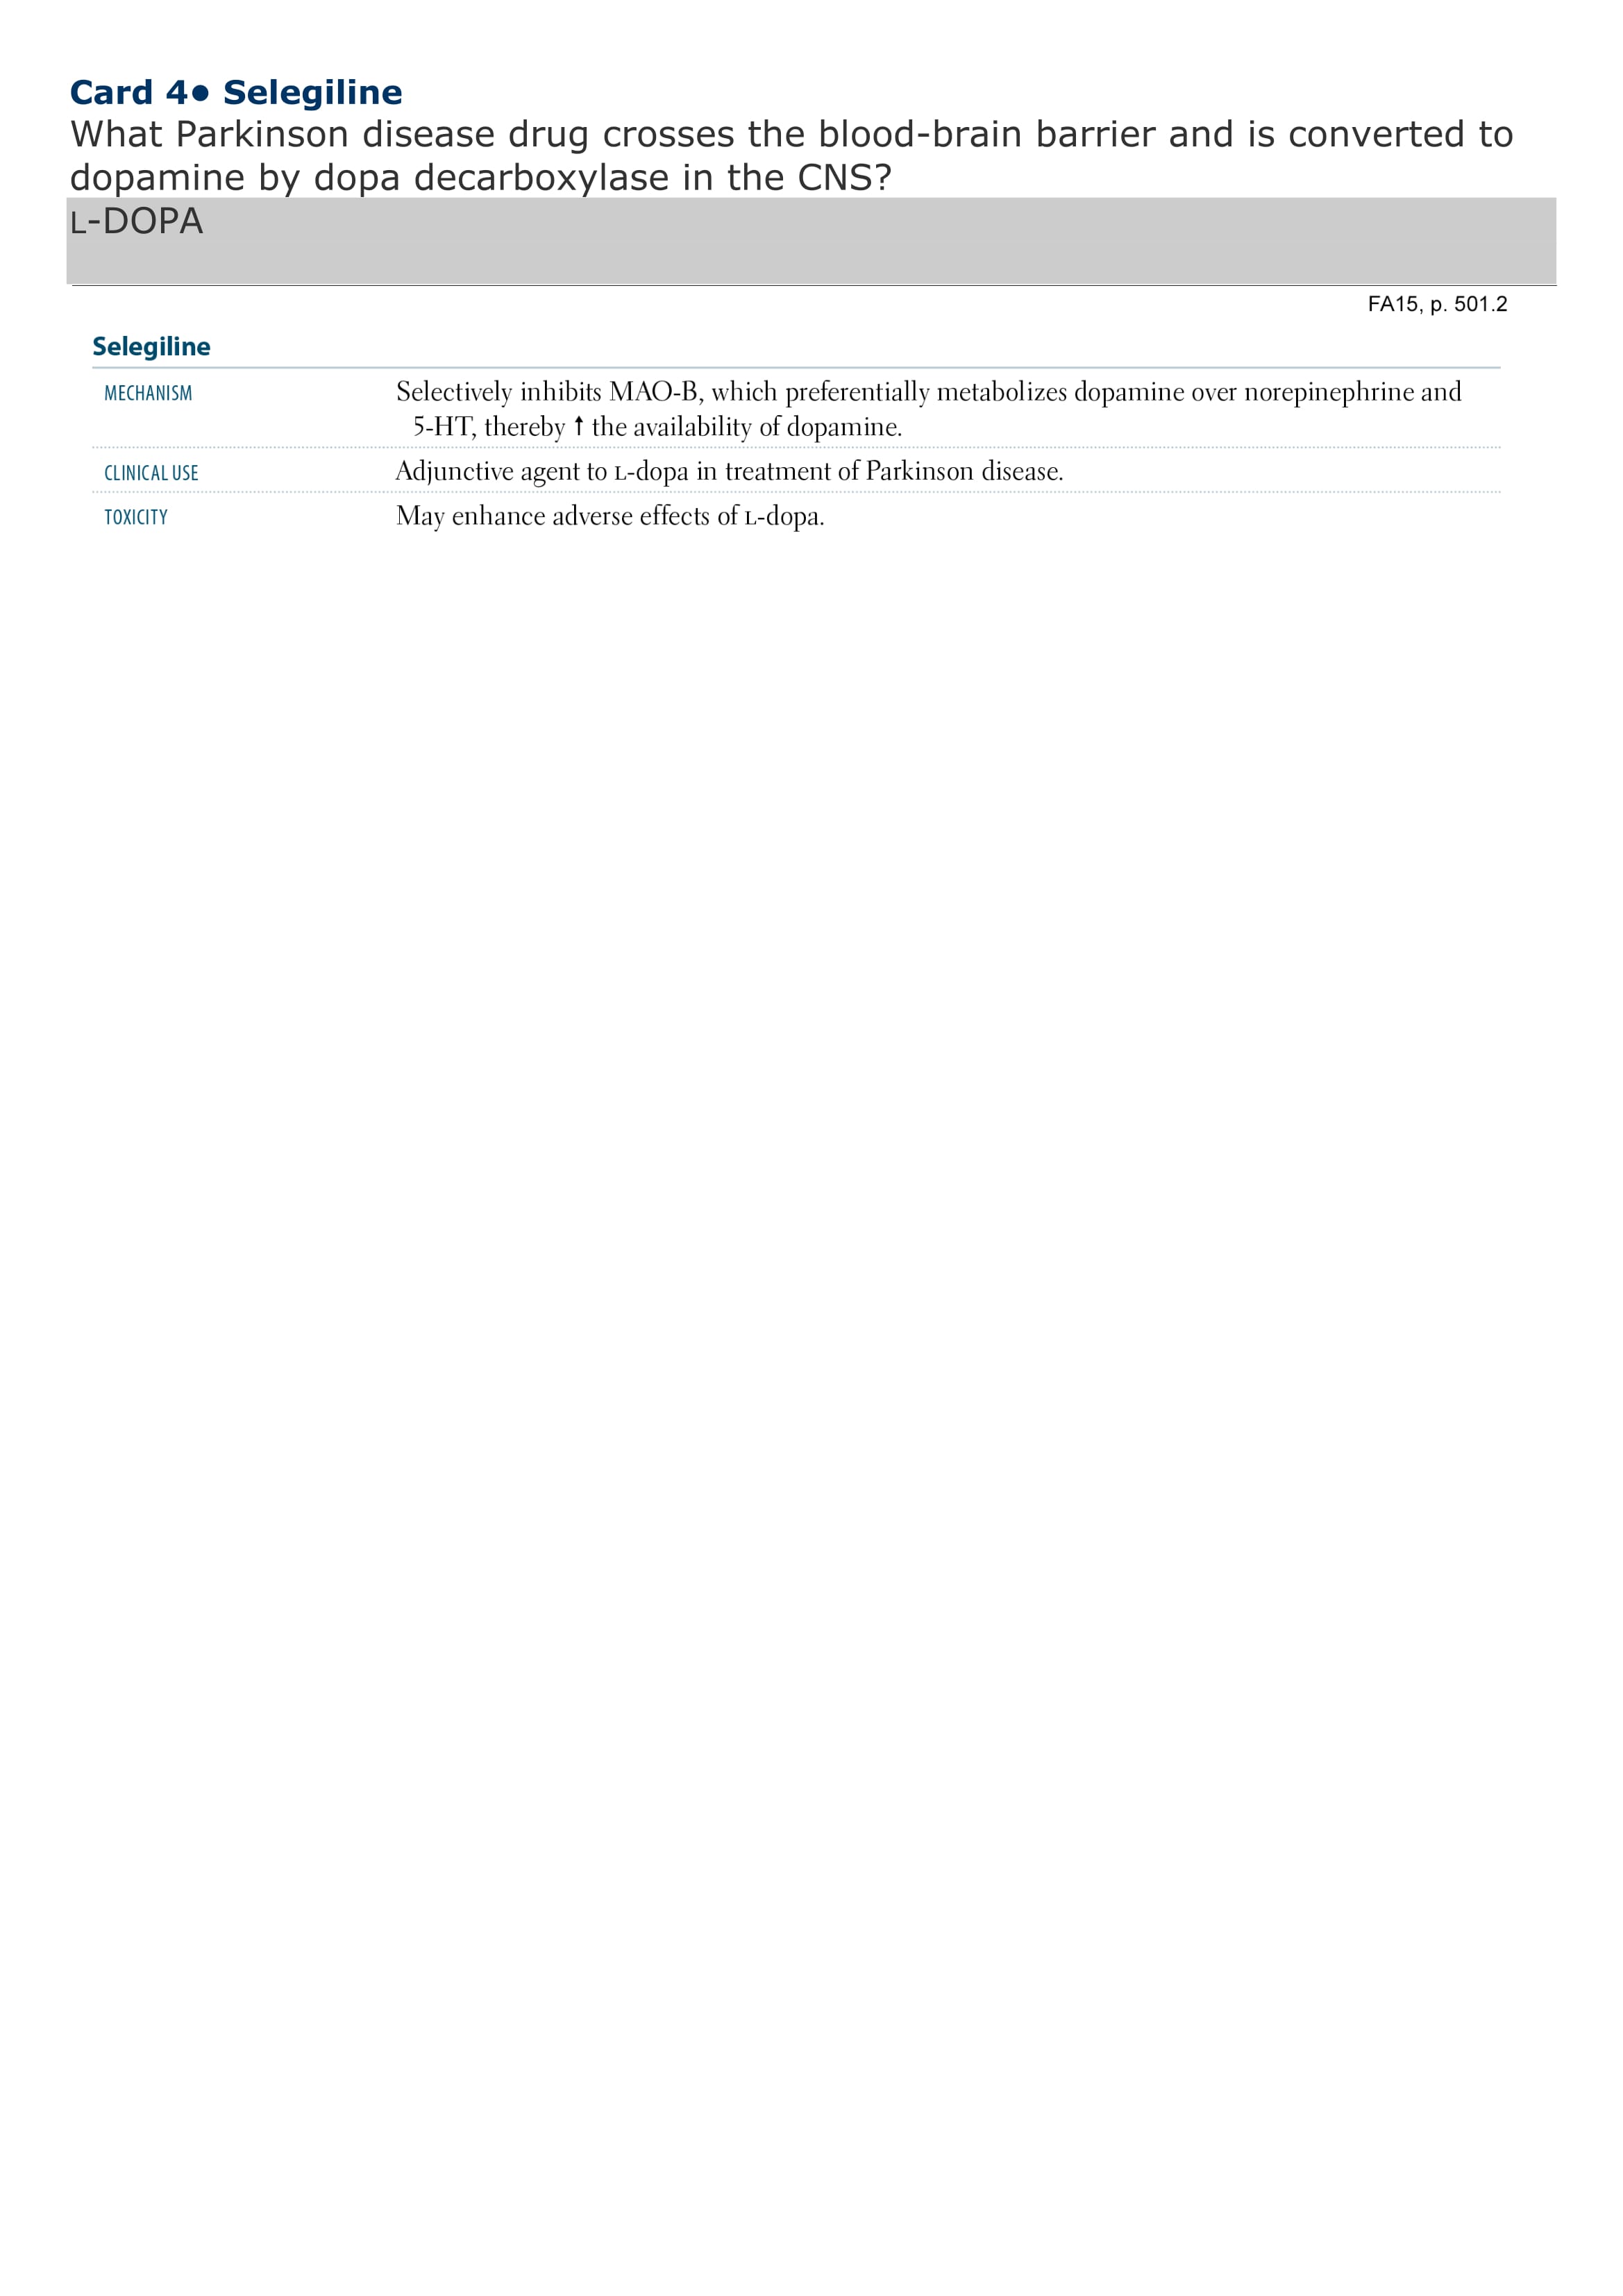 Card 4● Selegiline
What Parkinson disease drug crosses the blood-brain barrier and is converted to
dopamine by dopa decarboxylase in the CNS?
L-DOPA
FA15, p. 501.2
Selegiline
MECHANISM Selectively inhibits MAO-B, which preferentially metabolizes dopamine over norepinephrine and
5-HT, thereby ↑ the availability of dopamine.
CLINICAL USE Adjunctive agent to L-dopa in treatment of Parkinson disease.
TOXICITY May enhance adverse effects of L-dopa.